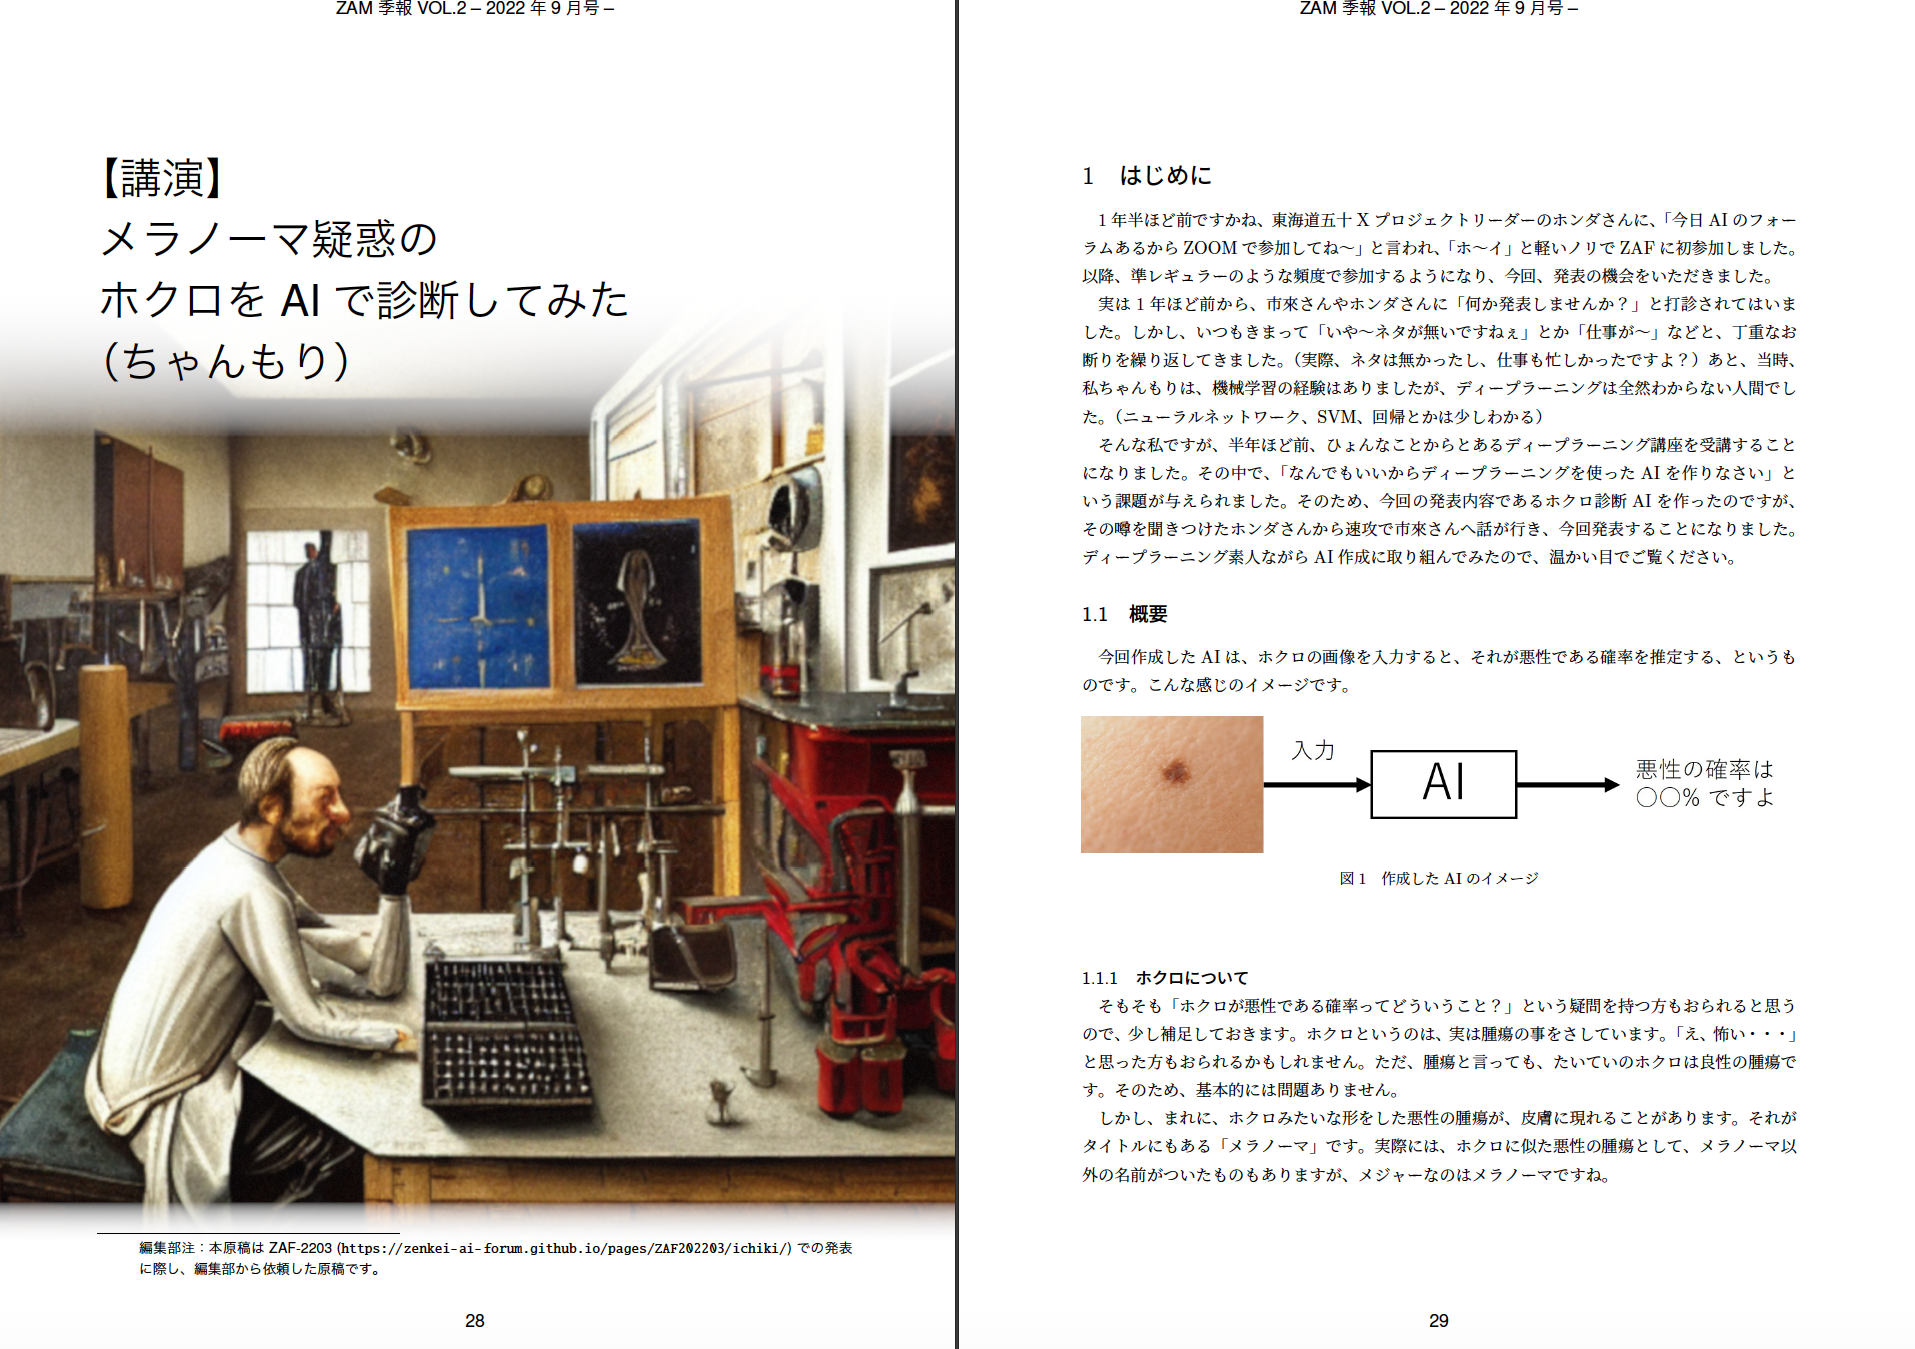 ZAM 季報 VOL.2 – 2022 年 9 月号 –
【講演】
メラノーマ疑惑の
ホクロを AI で診断してみた
（ちゃんもり）
編集部注：本原稿は ZAF-2203 (https://zenkei-ai-forum.github.io/pages/ZAF202203/ichiki/) での発表
に際し、編集部から依頼した原稿です。
28
ZAM 季報 VOL.2 – 2022 年 9 月号 –
1 はじめに
1 年半ほど前ですかね、東海道五十 X プロジェクトリーダーのホンダさんに、「今日 AI のフォー
ラムあるから ZOOM で参加してね〜」と言われ、「ホ〜イ」と軽いノリで ZAF に初参加しました。
以降、準レギュラーのような頻度で参加するようになり、今回、発表の機会をいただきました。
実は 1 年ほど前から、市來さんやホンダさんに「何か発表しませんか？」と打診されてはいま
した。しかし、いつもきまって「いや〜ネタが無いですねぇ」とか「仕事が〜」などと、丁重なお
断りを繰り返してきました。（実際、ネタは無かったし、仕事も忙しかったですよ？）あと、当時、
私ちゃんもりは、機械学習の経験はありましたが、ディープラーニングは全然わからない人間でし
た。（ニューラルネットワーク、SVM、回帰とかは少しわかる）
そんな私ですが、半年ほど前、ひょんなことからとあるディープラーニング講座を受講すること
になりました。その中で、「なんでもいいからディープラーニングを使った AI を作りなさい」と
いう課題が与えられました。そのため、今回の発表内容であるホクロ診断 AI を作ったのですが、
その噂を聞きつけたホンダさんから速攻で市來さんへ話が行き、今回発表することになりました。
ディープラーニング素人ながら AI 作成に取り組んでみたので、温かい目でご覧ください。
1.1 概要
今回作成した AI は、ホクロの画像を入力すると、それが悪性である確率を推定する、というも
のです。こんな感じのイメージです。
入力
AI
悪性の確率は
〇〇% ですよ
図 1 作成した AI のイメージ
1.1.1 ホクロについて
そもそも「ホクロが悪性である確率ってどういうこと？」という疑問を持つ方もおられると思う
ので、少し補足しておきます。ホクロというのは、実は腫瘍の事をさしています。「え、怖い・・・」
と思った方もおられるかもしれません。ただ、腫瘍と言っても、たいていのホクロは良性の腫瘍で
す。そのため、基本的には問題ありません。
しかし、まれに、ホクロみたいな形をした悪性の腫瘍が、皮膚に現れることがあります。それが
タイトルにもある「メラノーマ」です。実際には、ホクロに似た悪性の腫瘍として、メラノーマ以
外の名前がついたものもありますが、メジャーなのはメラノーマですね。
29